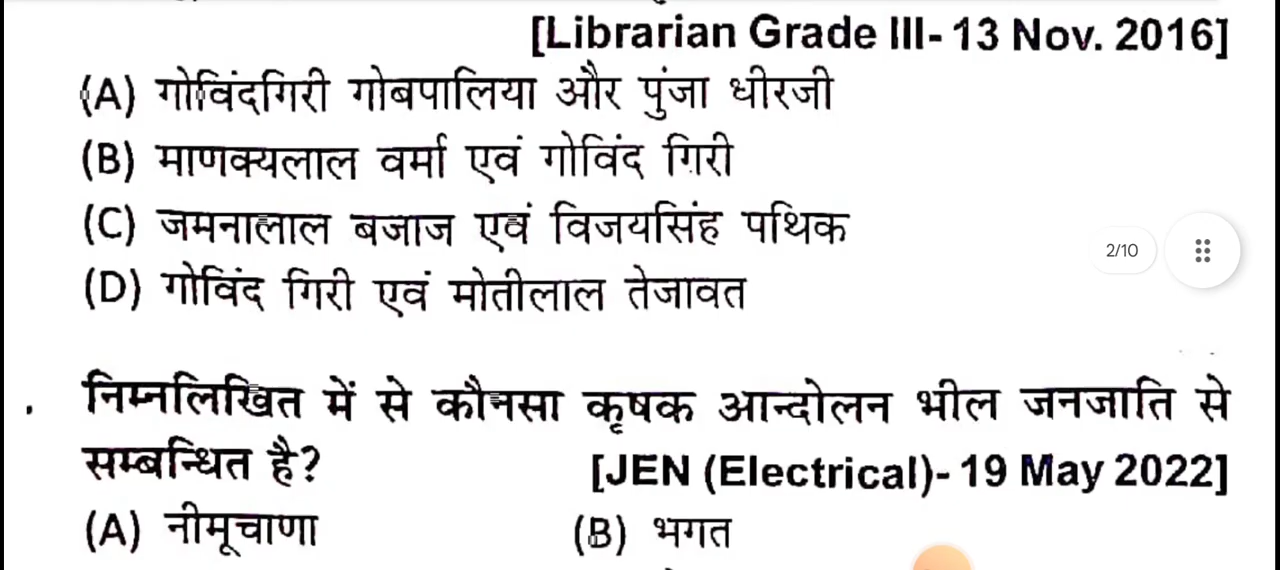 [Librarian Grade III- 13 Nov. 2016]
(A) गोविंदगिरी गोबपालिया और पुंजा धीरजी
(B) माणक्यलाल वर्मा एवं गोविंद गिरी
(C) जमनालाल बजाज एवं विजयसिंह पथिक
2/10
(D) गोविंद गिरी एवं मोतीलाल तेजावत
. निम्नलिखित में से कौनसा कृषक आन्दोलन भील जनजाति से
सम्बन्धित है? [JEN (Electrical)- 19 May 2022]
(A) नीमूचाणा (B) भगत